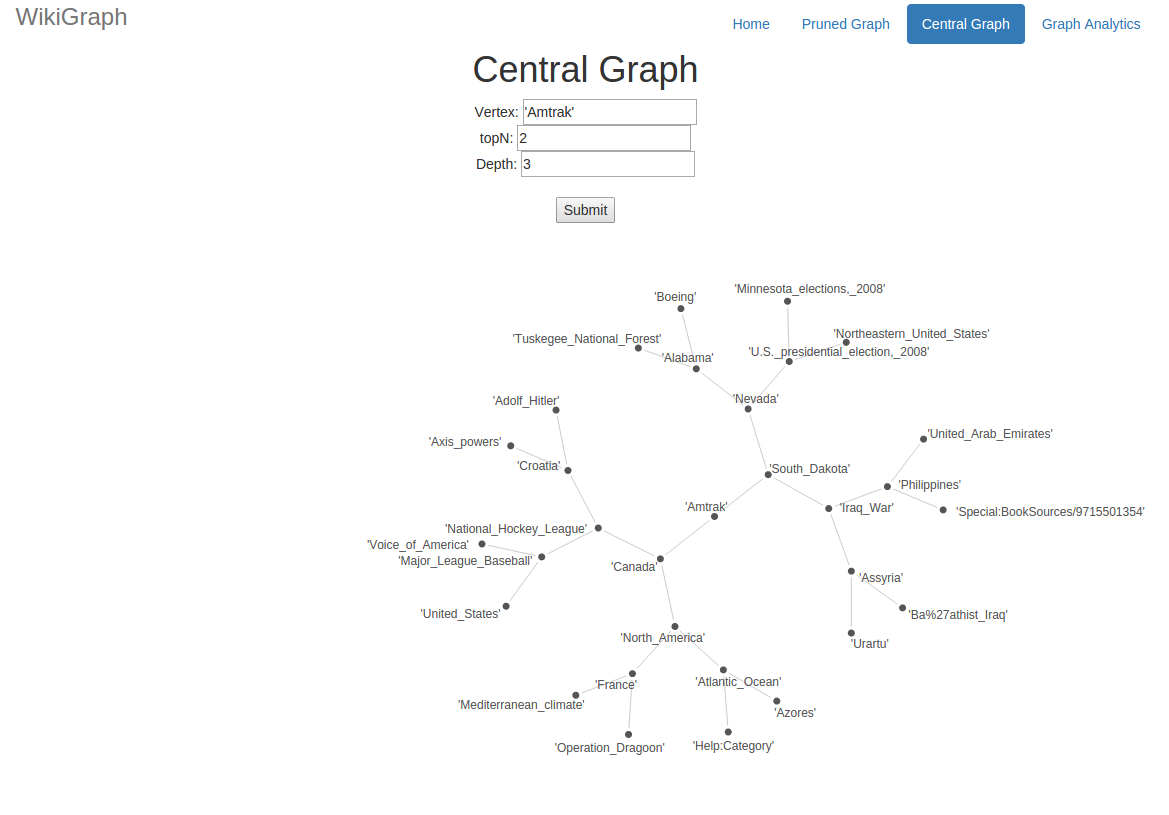 WikiGraph
Home Pruned Graph Central Graph Graph Analytics
Central Graph
Vertex: 'Amtrak'
topN: 2
Depth: 3
Submit
'Minnesota_elections,_2008'
'Boeing'
'Northeastern_United_States'
'Tuskegee_National_Forest'
'U.S._presidential_election,_2008'
'Alabama'
'Nevada'
'Adolf_Hitler'
'United_Arab_Emirates'
'Axis_powers'
'Croatia'
'South_Dakota'
'Philippines'
'Amtrak'
'Iraq_War'
'Special:BookSources/9715501354'
'National_Hockey_League'
'Voice_of_America'
'Major_League_Baseball'
'Canada'
'Assyria'
'United_States'
'Ba%27athist_Iraq'
'North_America'
'Urartu'
'France'
'Atlantic_Ocean'
'Mediterranean_climate'
'Azores'
'Operation_Dragoon'
'Help:Category'